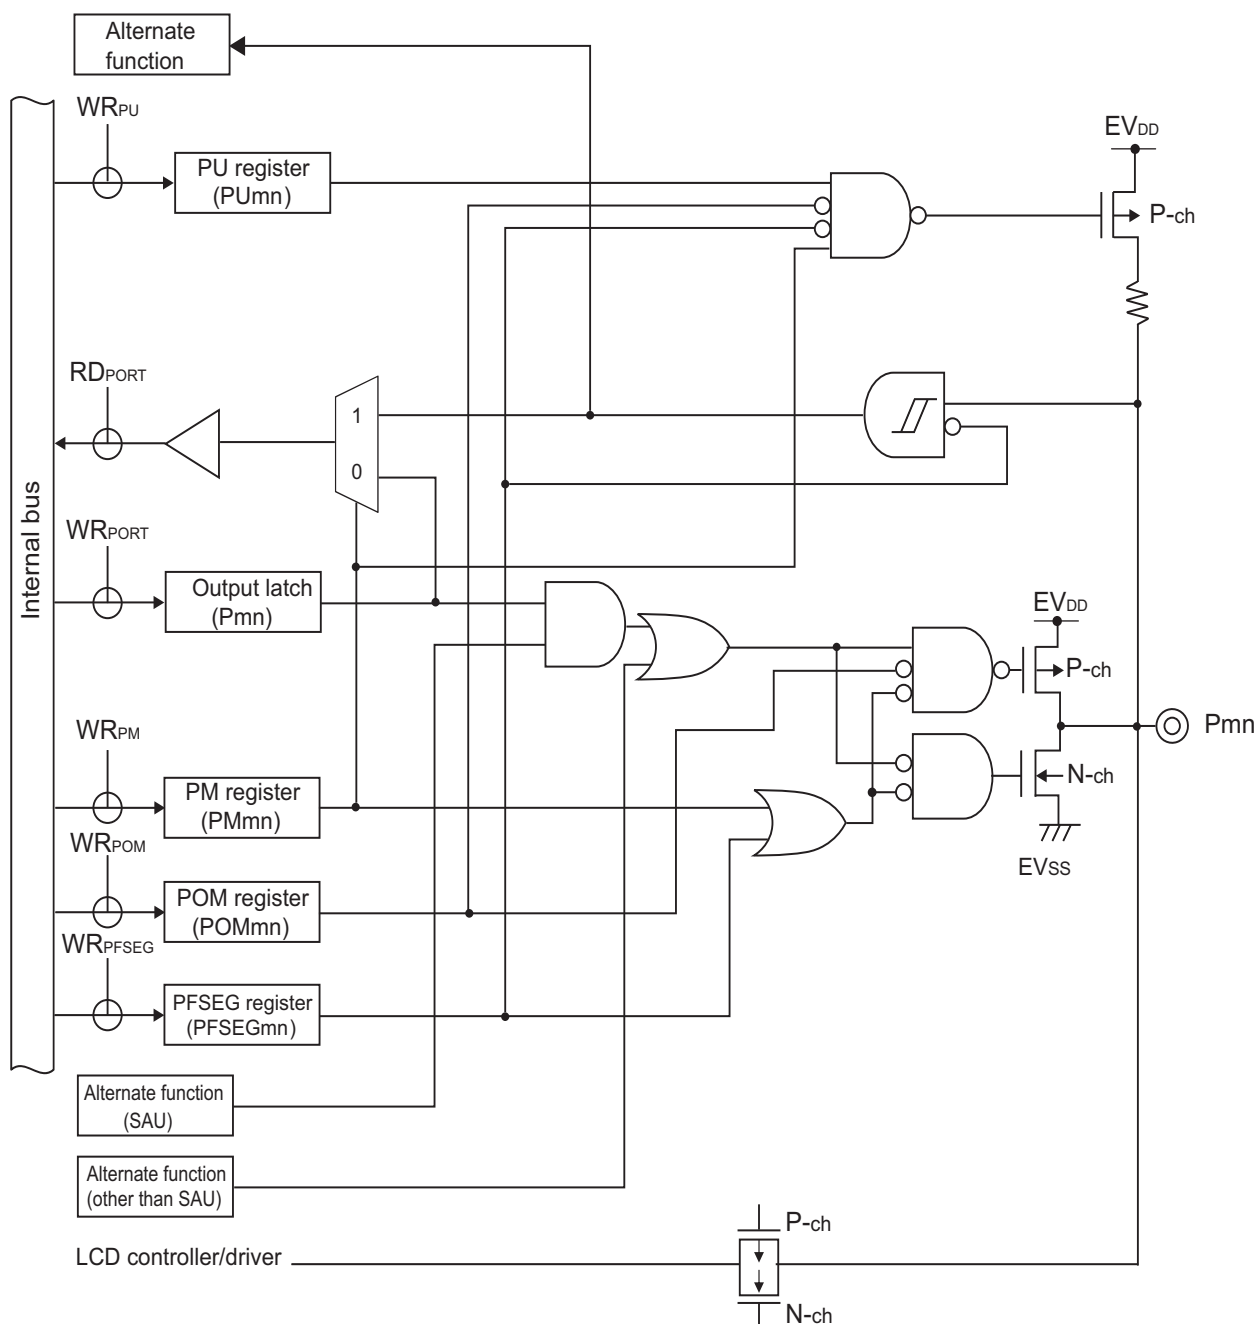 Alternate
function
WRPU
EVDD
PU register
(PUmn)
P-ch
RDPORT
1
0
Internal bus
WRPORT
Output latch
(Pmn)
EVDD
P-ch
Pmn
WRPM
PM register
(PMmn)
N-ch
WRPOM
EVSS
POM register
(POMmn)
WRPFSEG
PFSEG register
(PFSEGmn)
Alternate function
(SAU)
Alternate function
(other than SAU)
P-ch
LCD controller/driver
N-ch